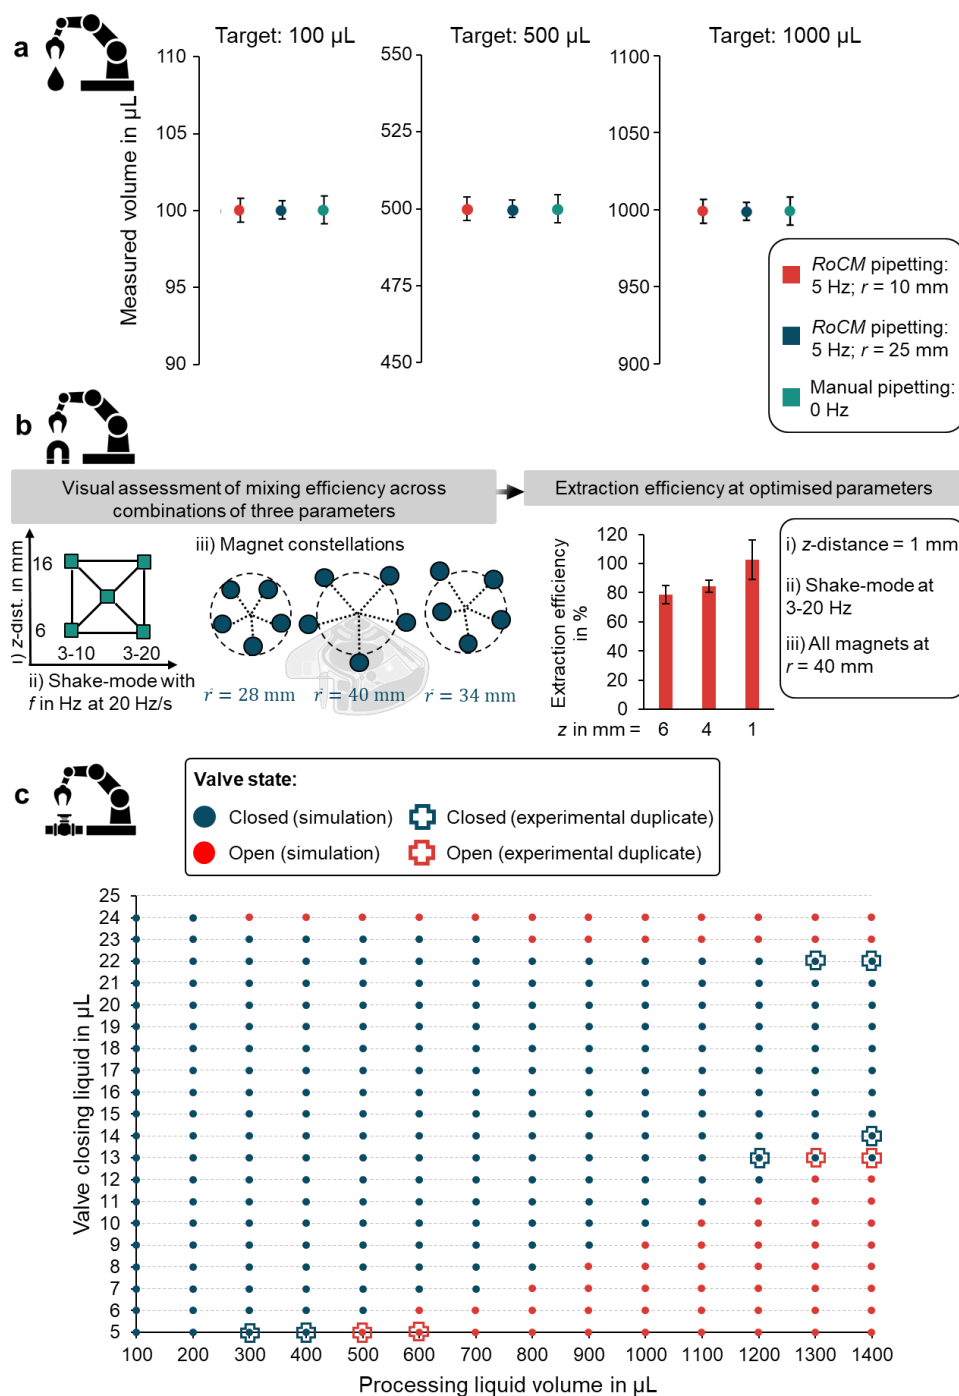 a
Target: 100 µL
Target: 500 µL
Target: 1000 µL
Measured volume in µL
110
105
100
95
90
550
525
500
475
450
1100
1050
1000
950
900
RoCM pipetting:
5 Hz; r = 10 mm
RoCM pipetting:
5 Hz; r = 25 mm
Manual pipetting:
0 Hz
b
Visual assessment of mixing efficiency across
combinations of three parameters
Extraction efficiency at optimised parameters
i) z-dist. in mm
16
6
3-10
3-20
ii) Shake-mode with
f in Hz at 20 Hz/s
iii) Magnet constellations
r = 28 mm
r = 40 mm
r = 34 mm
Extraction efficiency
in %
120
100
80
60
40
20
0
z in mm =
6
4
1
i) z-distance = 1 mm
ii) Shake-mode at
3-20 Hz
iii) All magnets at
r = 40 mm
c
Valve state:
Closed (simulation)
Closed (experimental duplicate)
Open (simulation)
Open (experimental duplicate)
Valve closing liquid in µL
25
24
23
22
21
20
19
18
17
16
15
14
13
12
11
10
9
8
7
6
5
100 200 300 400 500 600 700 800 900 1000 1100 1200 1300 1400
Processing liquid volume in µL